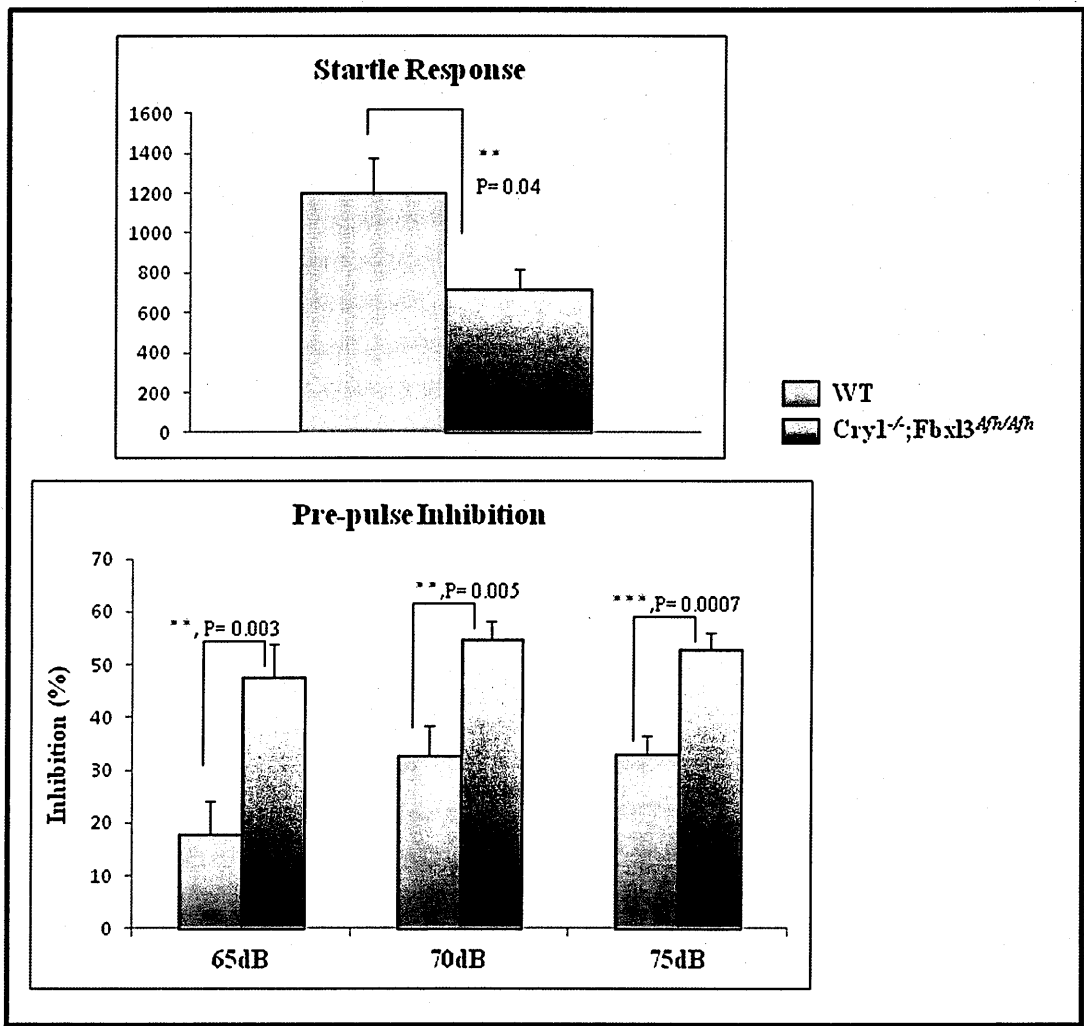 Startle Response
1600
1400
1200
1000
800
600
400
200
0
**
P= 0.04
WT
Cry1-/-;Fbxl3Afh/Afh
Pre-pulse Inhibition
Inhibition (%)
70
60
50
40
30
20
10
0
**, P= 0.003
**,P= 0.005
***,P= 0.0007
65dB
70dB
75dB